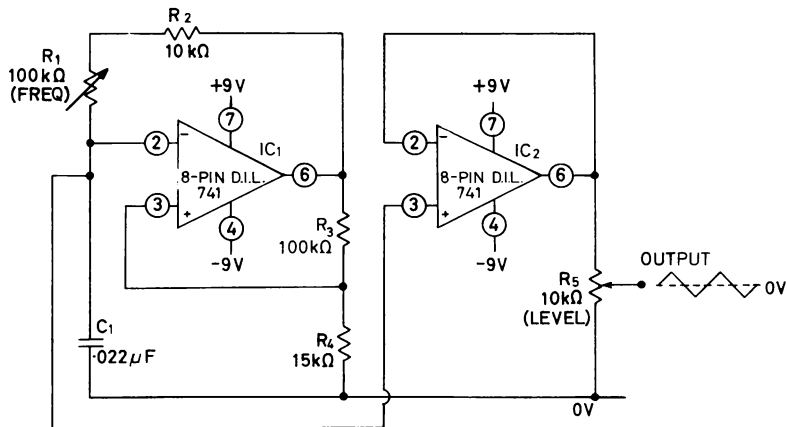 R2
10kΩ
R1
100kΩ
(FREQ)
+9V
7
2
−
IC1
8-PIN D.I.L.
741
6
3
+
4
−9V
R3
100kΩ
C1
.022µF
R4
15kΩ
+9V
7
2
−
IC2
8-PIN D.I.L.
741
6
3
+
4
−9V
R5
10kΩ
(LEVEL)
OUTPUT
0V
0V